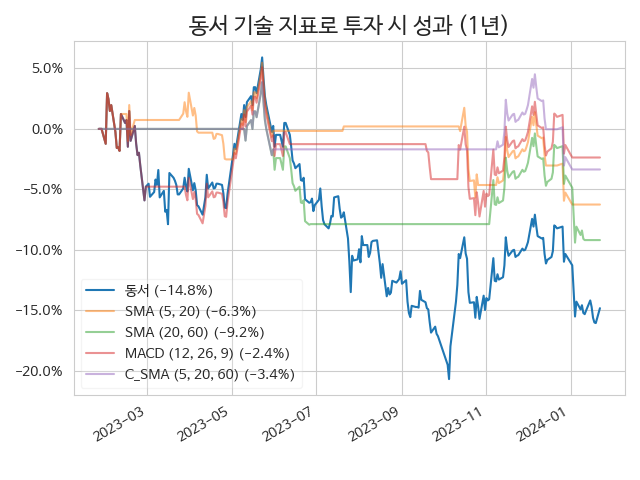 동서 기술 지표로 투자 시 성과 (1년)
5.0%
0.0%
−5.0%
−10.0%
−15.0%
−20.0%
동서 (−14.8%)
SMA (5, 20) (−6.3%)
SMA (20, 60) (−9.2%)
MACD (12, 26, 9) (−2.4%)
C_SMA (5, 20, 60) (−3.4%)
2023−03
2023−05
2023−07
2023−09
2023−11
2024−01